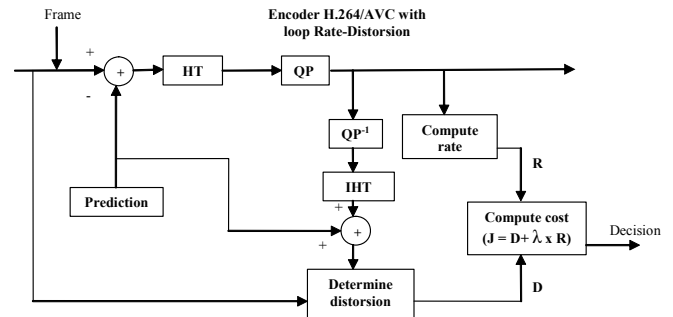 Frame
Encoder H.264/AVC with
loop Rate-Distorsion
+
-
+
HT
QP
QP-1
Compute
rate
IHT
R
Prediction
+
+
+
Compute cost
(J = D+ λ x R)
Decision
Determine
distorsion
D